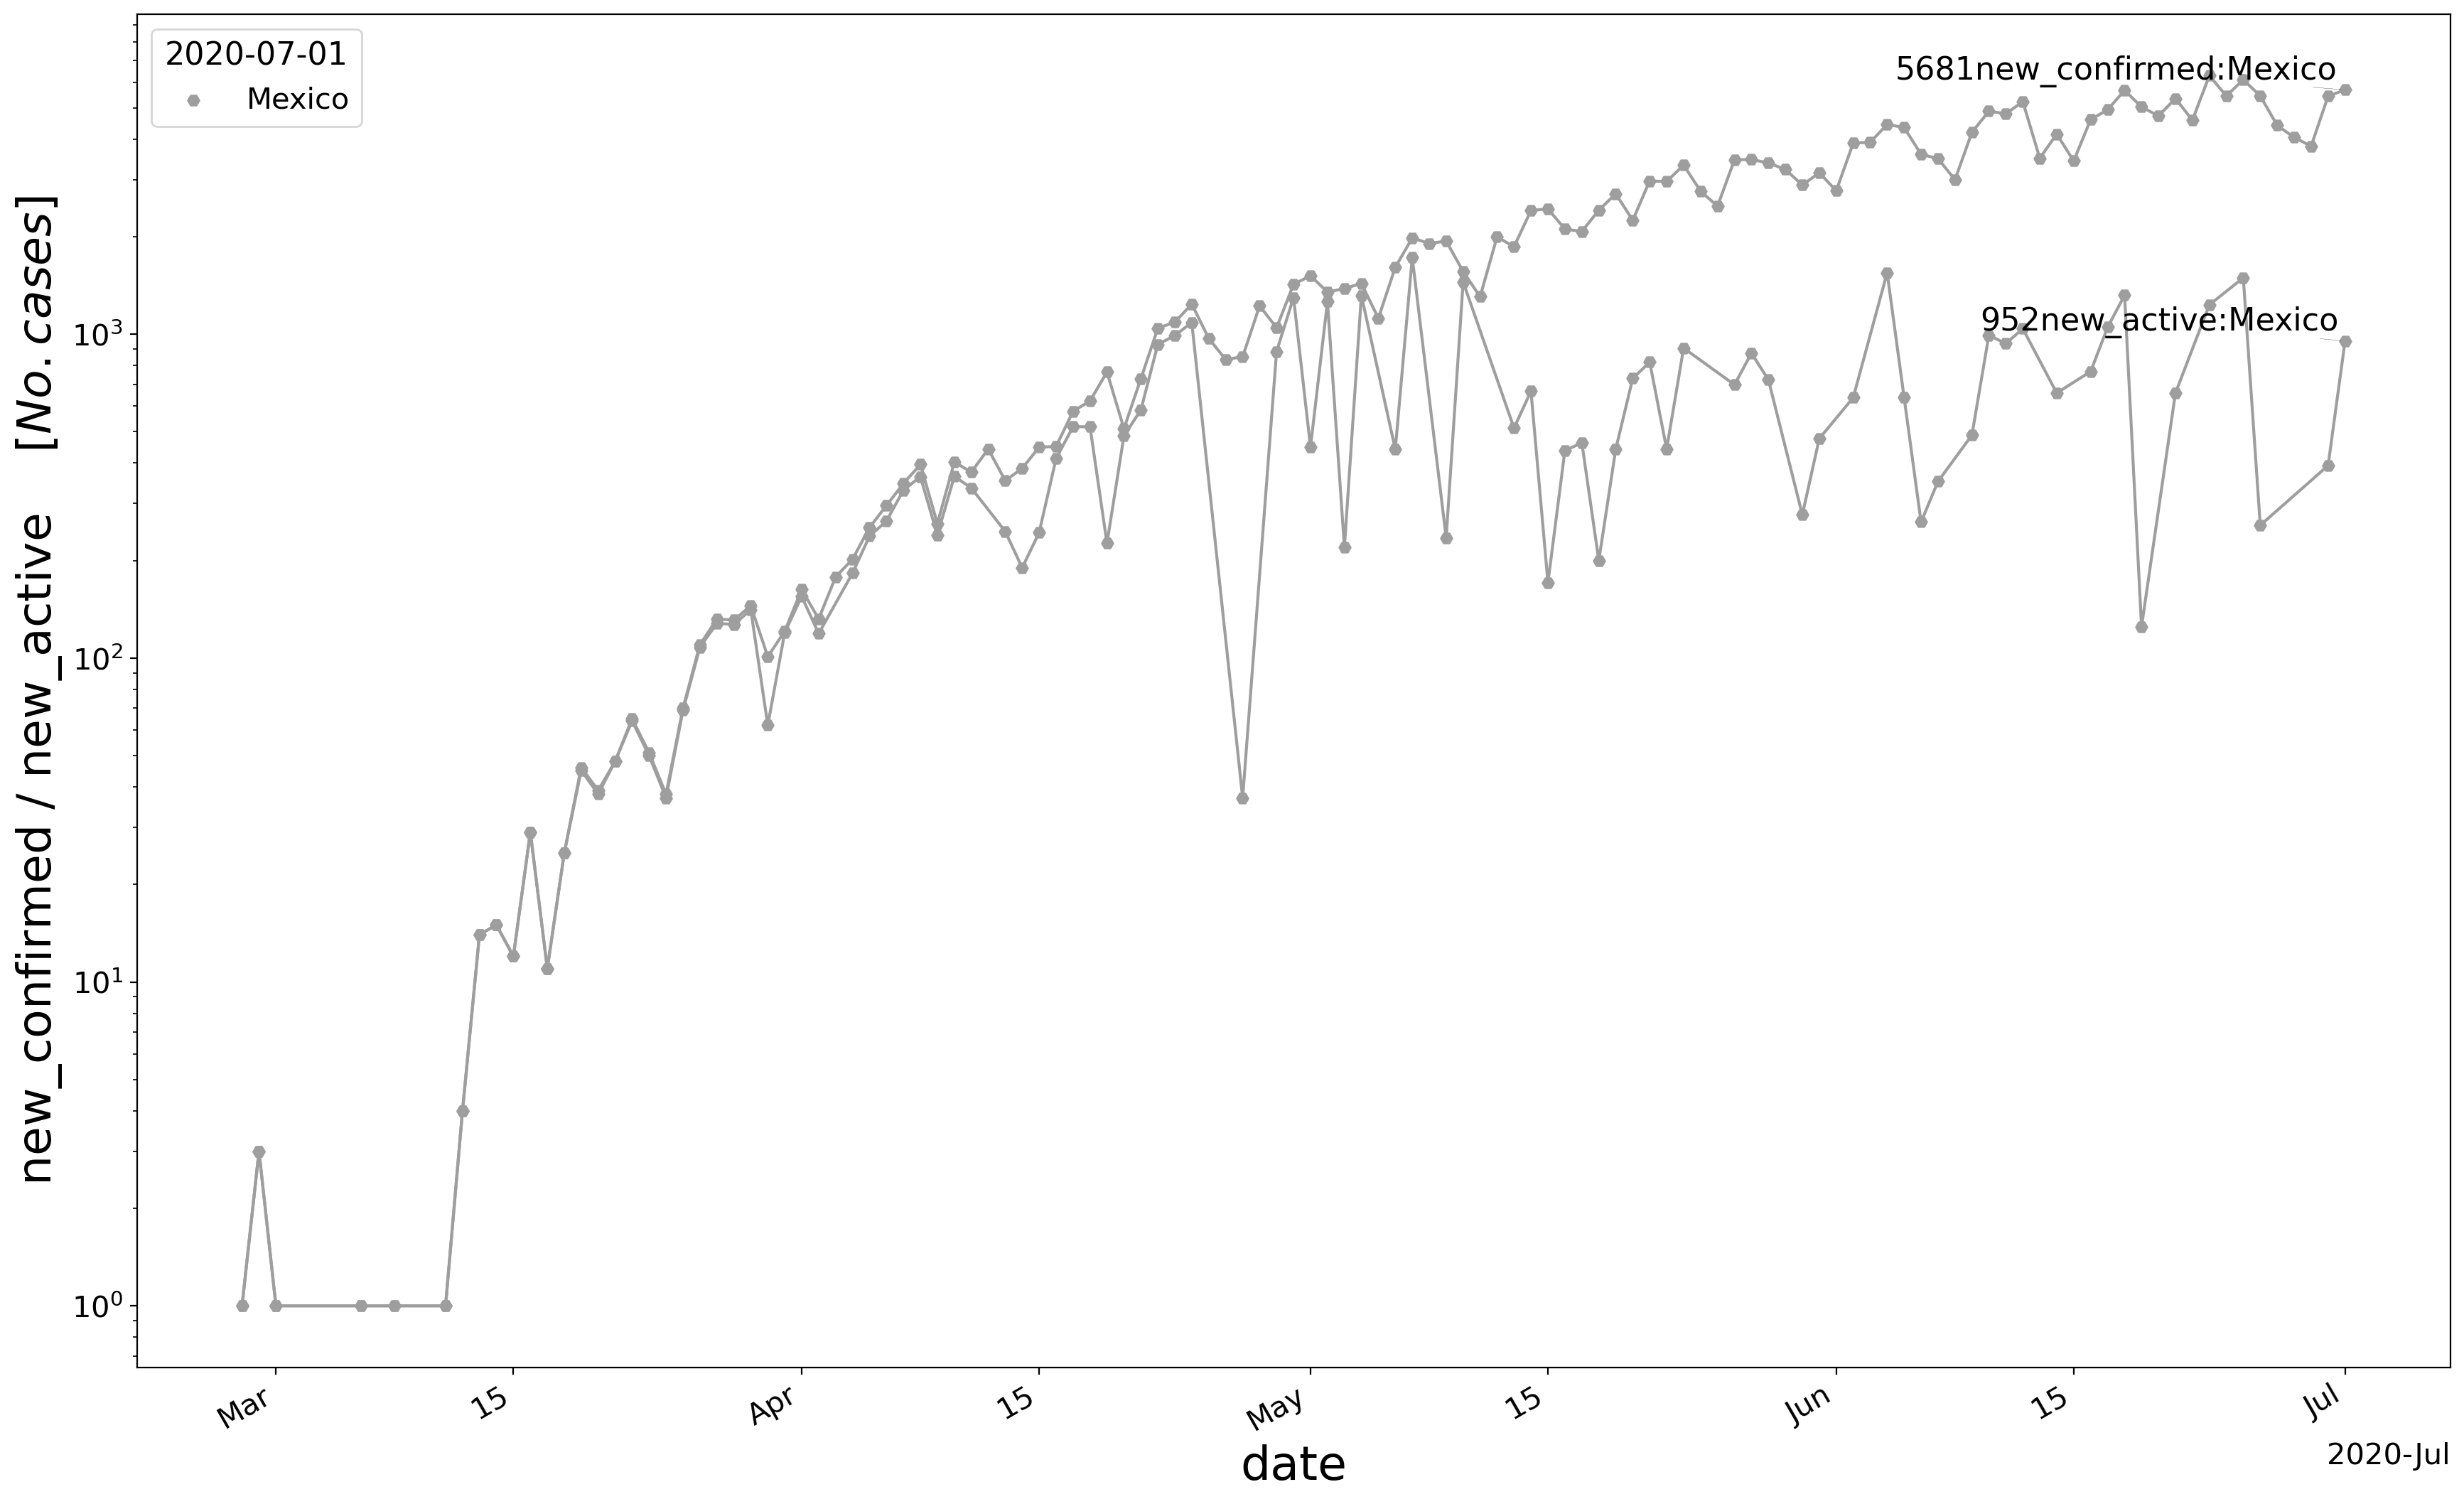 2020-07-01
Mexico
5681new_confirmed:Mexico
952new_active:Mexico
new_confirmed / new_active [No.cases]
10³
10²
10¹
10⁰
Mar
15
Apr
15
May
15
Jun
15
Jul
date
2020-Jul